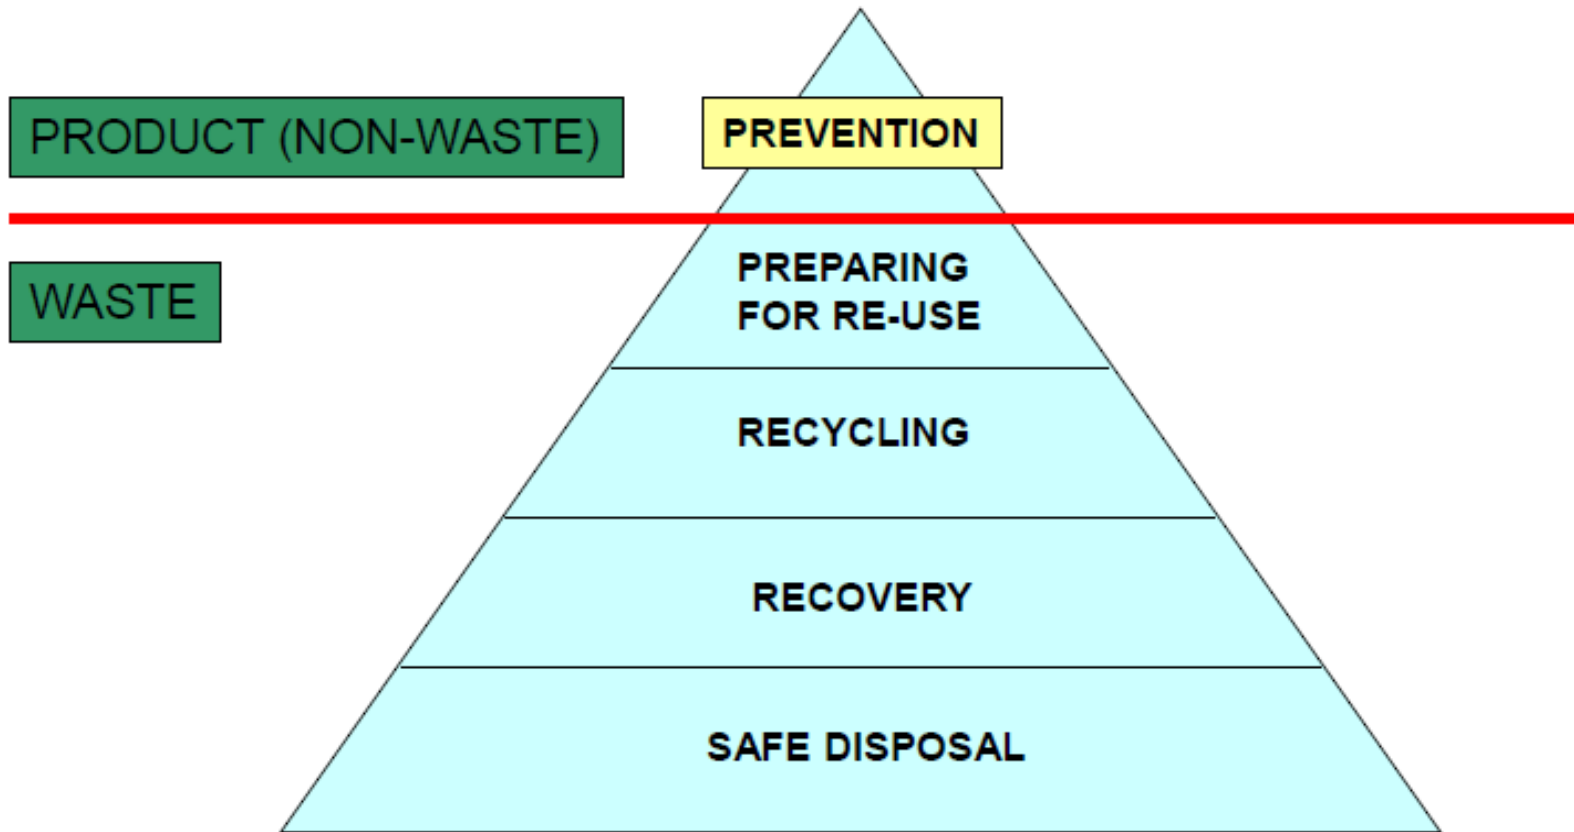 PRODUCT (NON-WASTE)
PREVENTION
WASTE
PREPARING
FOR RE-USE
RECYCLING
RECOVERY
SAFE DISPOSAL